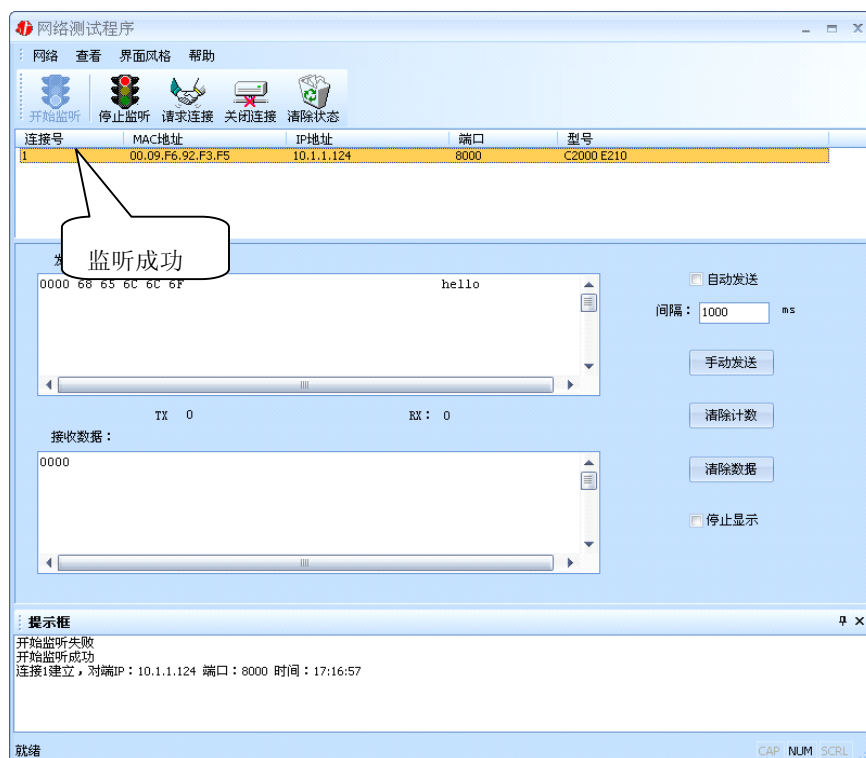 网络测试程序
网络 查看 界面风格 帮助
开始监听 停止监听 请求连接 关闭连接 清除状态
连接号 MAC地址 IP地址 端口 型号
1 00.09.F6.92.F3.F5 10.1.1.124 8000 C2000 E210
监听成功
0000 68 65 6C 6C 6F hello
自动发送
间隔： 1000 ms
手动发送
TX 0 RX： 0
清除计数
接收数据：
0000
清除数据
停止显示
提示框
开始监听失败
开始监听成功
连接1建立，对端IP：10.1.1.124 端口：8000 时间：17:16:57
就绪 CAP NUM SCRL